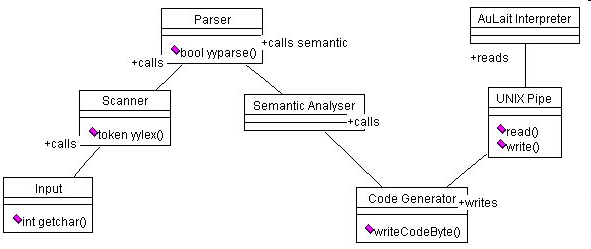 Parser
bool yyparse()
+calls semantic
+calls
AuLait Interpreter
+reads
Scanner
token yylex()
+calls
Semantic Analyser
+calls
UNIX Pipe
read()
write()
Input
int getchar()
Code Generator
+writes
writeCodeByte()